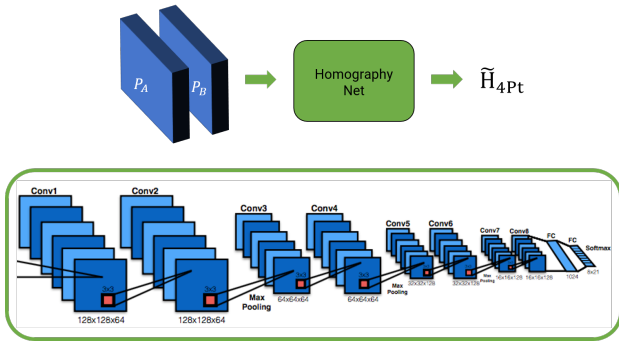 P_A
P_B
Homography
Net
H̃_4Pt
Conv1
Conv2
Conv3
Conv4
Conv5
Conv6
Conv7
Conv8
FC
FC
Softmax
3x3
3x3
3x3
3x3
128x128x64
128x128x64
Max
Pooling
64x64x64
64x64x64
Max
Pooling
32x32x128
32x32x128
Max
Pooling
16x16x128
16x16x128
1024
8x21